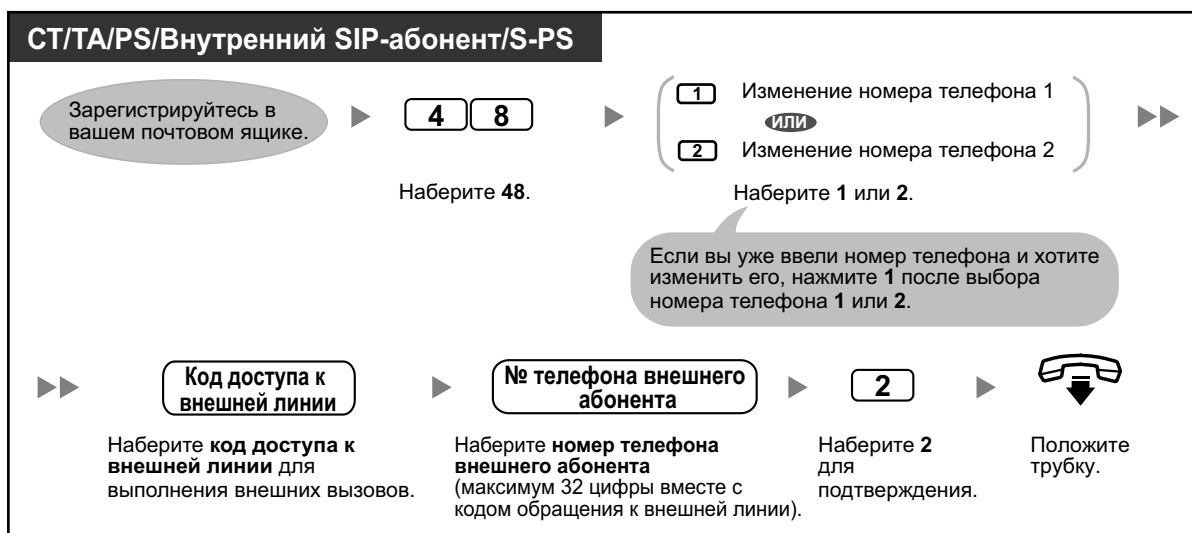 CT/TA/PS/Внутренний SIP-абонент/S-PS
Зарегистрируйтесь в
вашем почтовом ящике.
4 8
Наберите 48.
1 Изменение номера телефона 1
ИЛИ
2 Изменение номера телефона 2
Наберите 1 или 2.
Если вы уже ввели номер телефона и хотите
изменить его, нажмите 1 после выбора
номера телефона 1 или 2.
Код доступа к
внешней линии
Наберите код доступа к
внешней линии для
выполнения внешних вызовов.
№ телефона внешнего
абонента
Наберите номер телефона
внешнего абонента
(максимум 32 цифры вместе с
кодом обращения к внешней линии).
2
Наберите 2
для
подтверждения.
Положите
трубку.